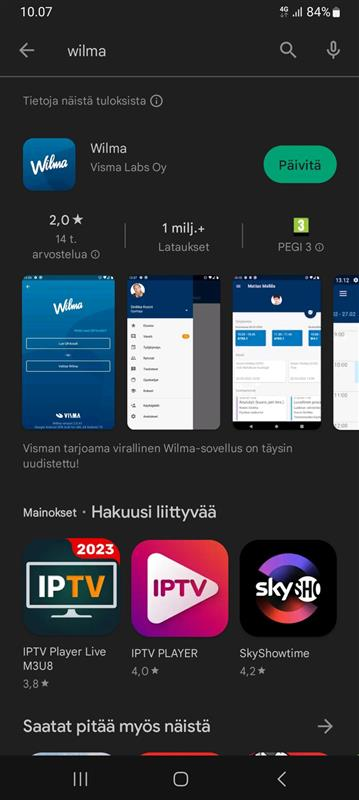 10.07
4G
84%
wilma
Tietoja näistä tuloksista
Wilma
Wilma
Visma Labs Oy
Päivitä
2,0
14 t.
arvostelua
1 milj.+
Lataukset
3
PEGI 3
Wilma
VISMA
Matias Mallila
13.12
Visman tarjoama virallinen Wilma-sovellus on täysin
uudistettu!
Mainokset · Hakuusi liittyvää
2023
IPTV
IPTV
sky SHO
IPTV Player Live
M3U8
3,8
IPTV PLAYER
4,0
SkyShowtime
4,2
Saatat pitää myös näistä